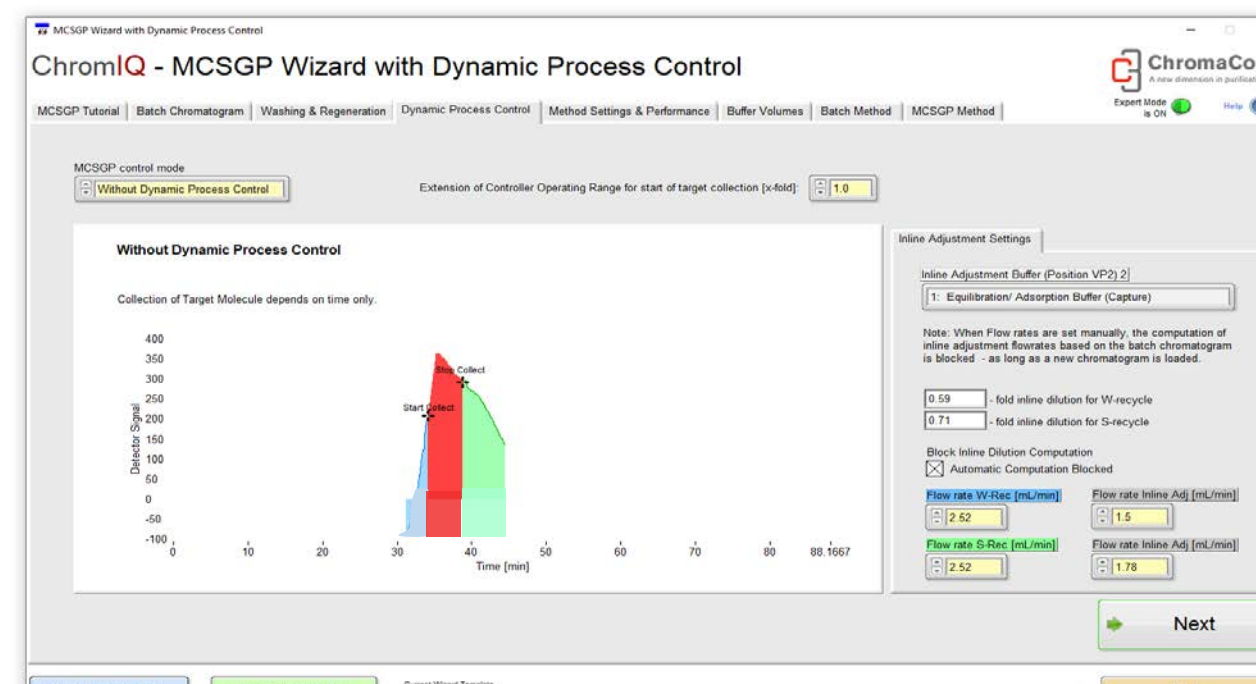 MCSGP Wizard with Dynamic Process Control
ChromIQ - MCSGP Wizard with Dynamic Process Control
ChromaCo
A new dimension in purificat
MCSGP Tutorial
Batch Chromatogram
Washing & Regeneration
Dynamic Process Control
Method Settings & Performance
Buffer Volumes
Batch Method
MCSGP Method
Expert Mode
is ON
Help
MCSGP control mode
Without Dynamic Process Control
Extension of Controller Operating Range for start of target collection [x-fold]:
1.0
Without Dynamic Process Control
Collection of Target Molecule depends on time only.
400
350
300
250
200
150
100
50
0
-50
-100
Detector Signal
Stop Collect
Start Collect
0
10
20
30
40
50
60
70
80
88.1667
Time [min]
Inline Adjustment Settings
Inline Adjustment Buffer (Position VP2) 2
1: Equilibration/ Adsorption Buffer (Capture)
Note: When Flow rates are set manually, the computation of
inline adjustment flowrates based on the batch chromatogram
is blocked - as long as a new chromatogram is loaded.
0.59 - fold inline dilution for W-recycle
0.71 - fold inline dilution for S-recycle
Block Inline Dilution Computation
Automatic Computation Blocked
Flow rate W-Rec [mL/min]
Flow rate Inline Adj [mL/min]
2.52
1.5
Flow rate S-Rec [mL/min]
Flow rate Inline Adj [mL/min]
2.52
1.78
Next
Current Wizard Template